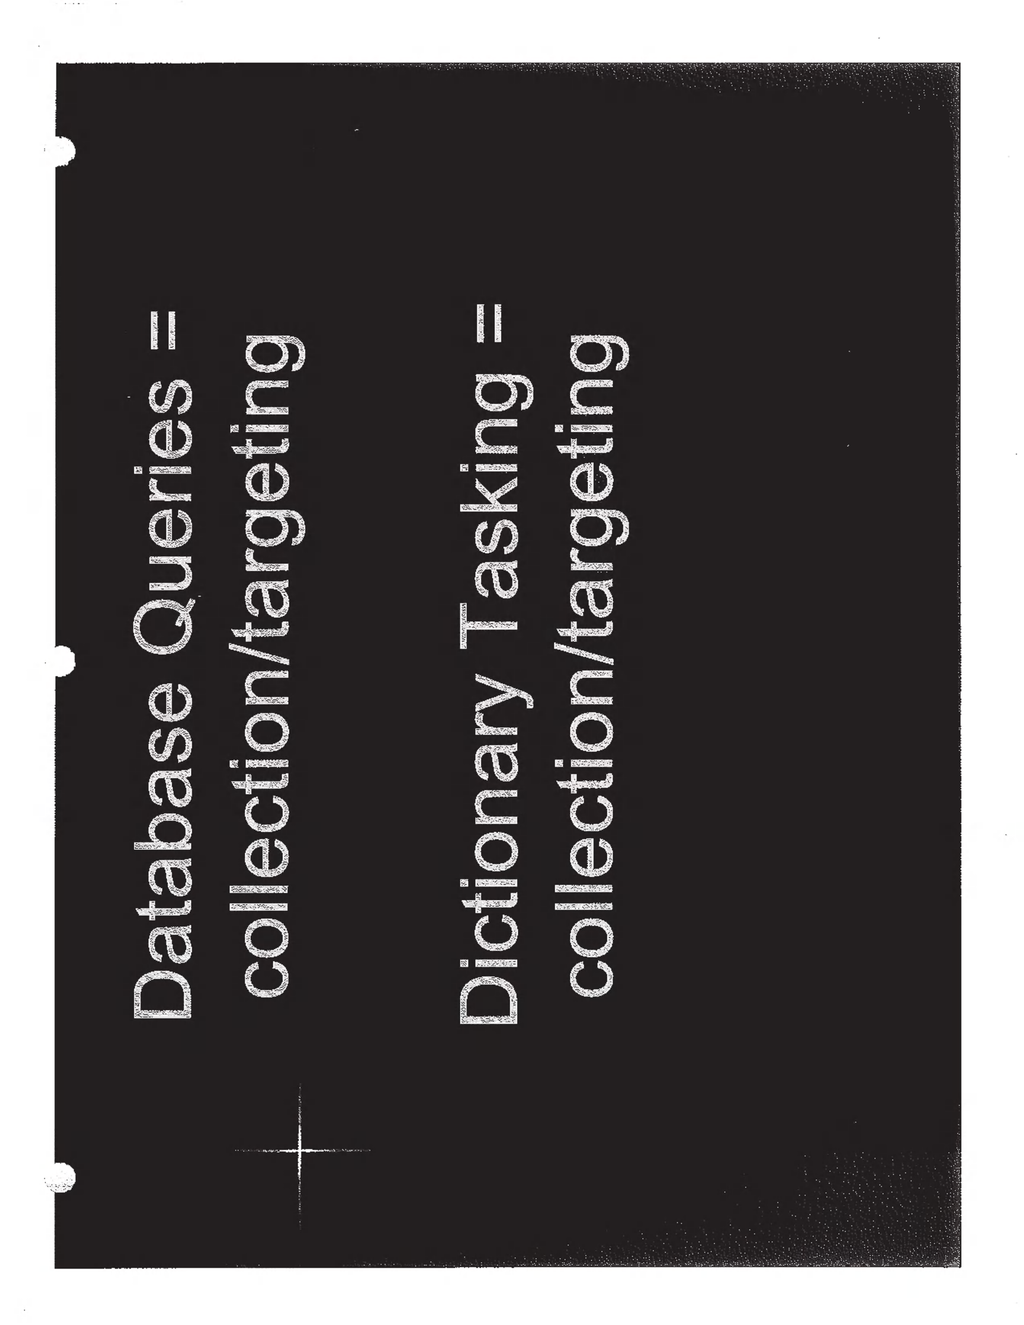 Database Queries =
collection/targeting
Dictionary Tasking =
collection/targeting